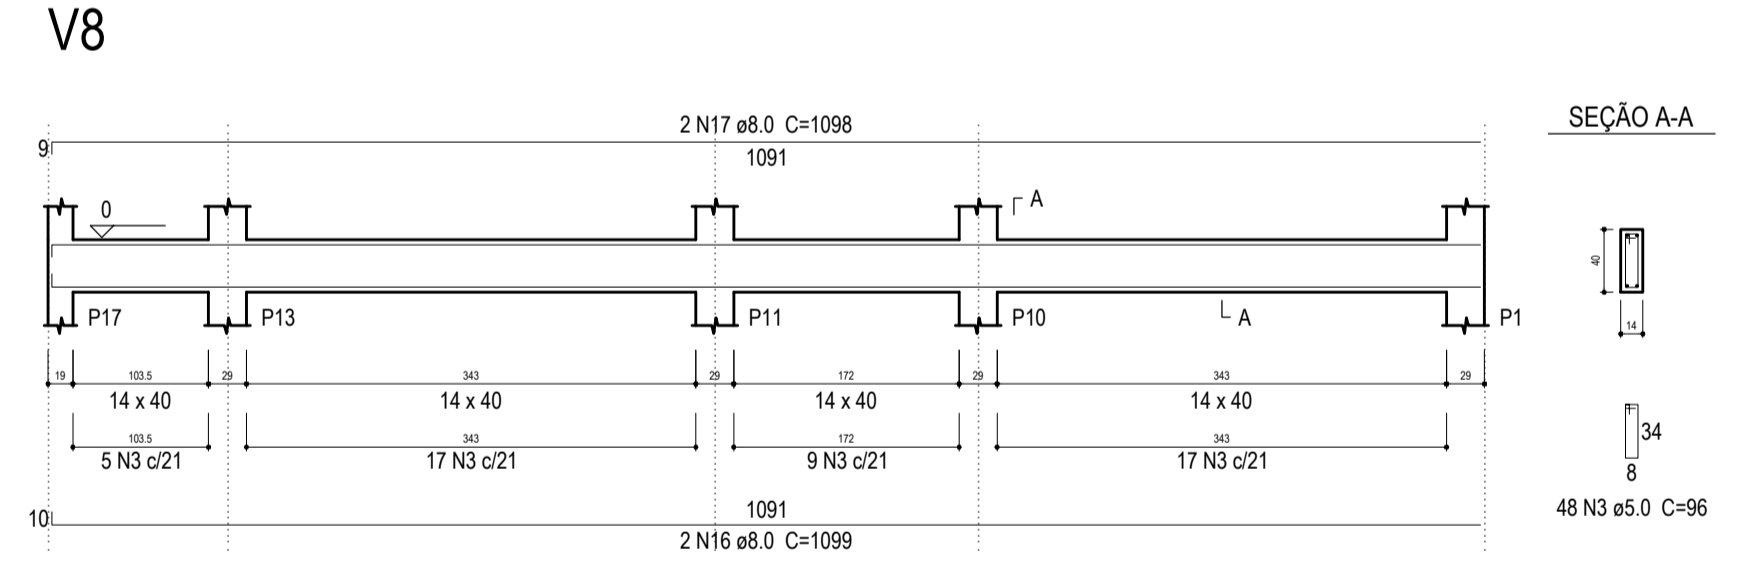 V8
2 N17 ø8.0 C=1098
SEÇÃO A-A
9
1091
A
0
40
P17
P13
P11
P10
A
P1
14
19
103.5
29
343
29
172
29
343
29
14 x 40
14 x 40
14 x 40
14 x 40
34
103.5
343
172
343
5 N3 c/21
17 N3 c/21
9 N3 c/21
17 N3 c/21
8
48 N3 ø5.0 C=96
10
1091
2 N16 ø8.0 C=1099